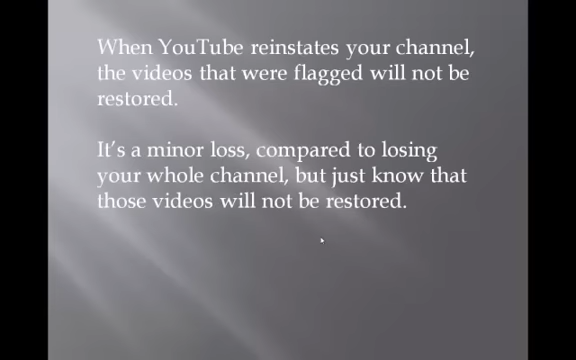 When YouTube reinstates your channel,
the videos that were flagged will not be
restored.
It's a minor loss, compared to losing
your whole channel, but just know that
those videos will not be restored.